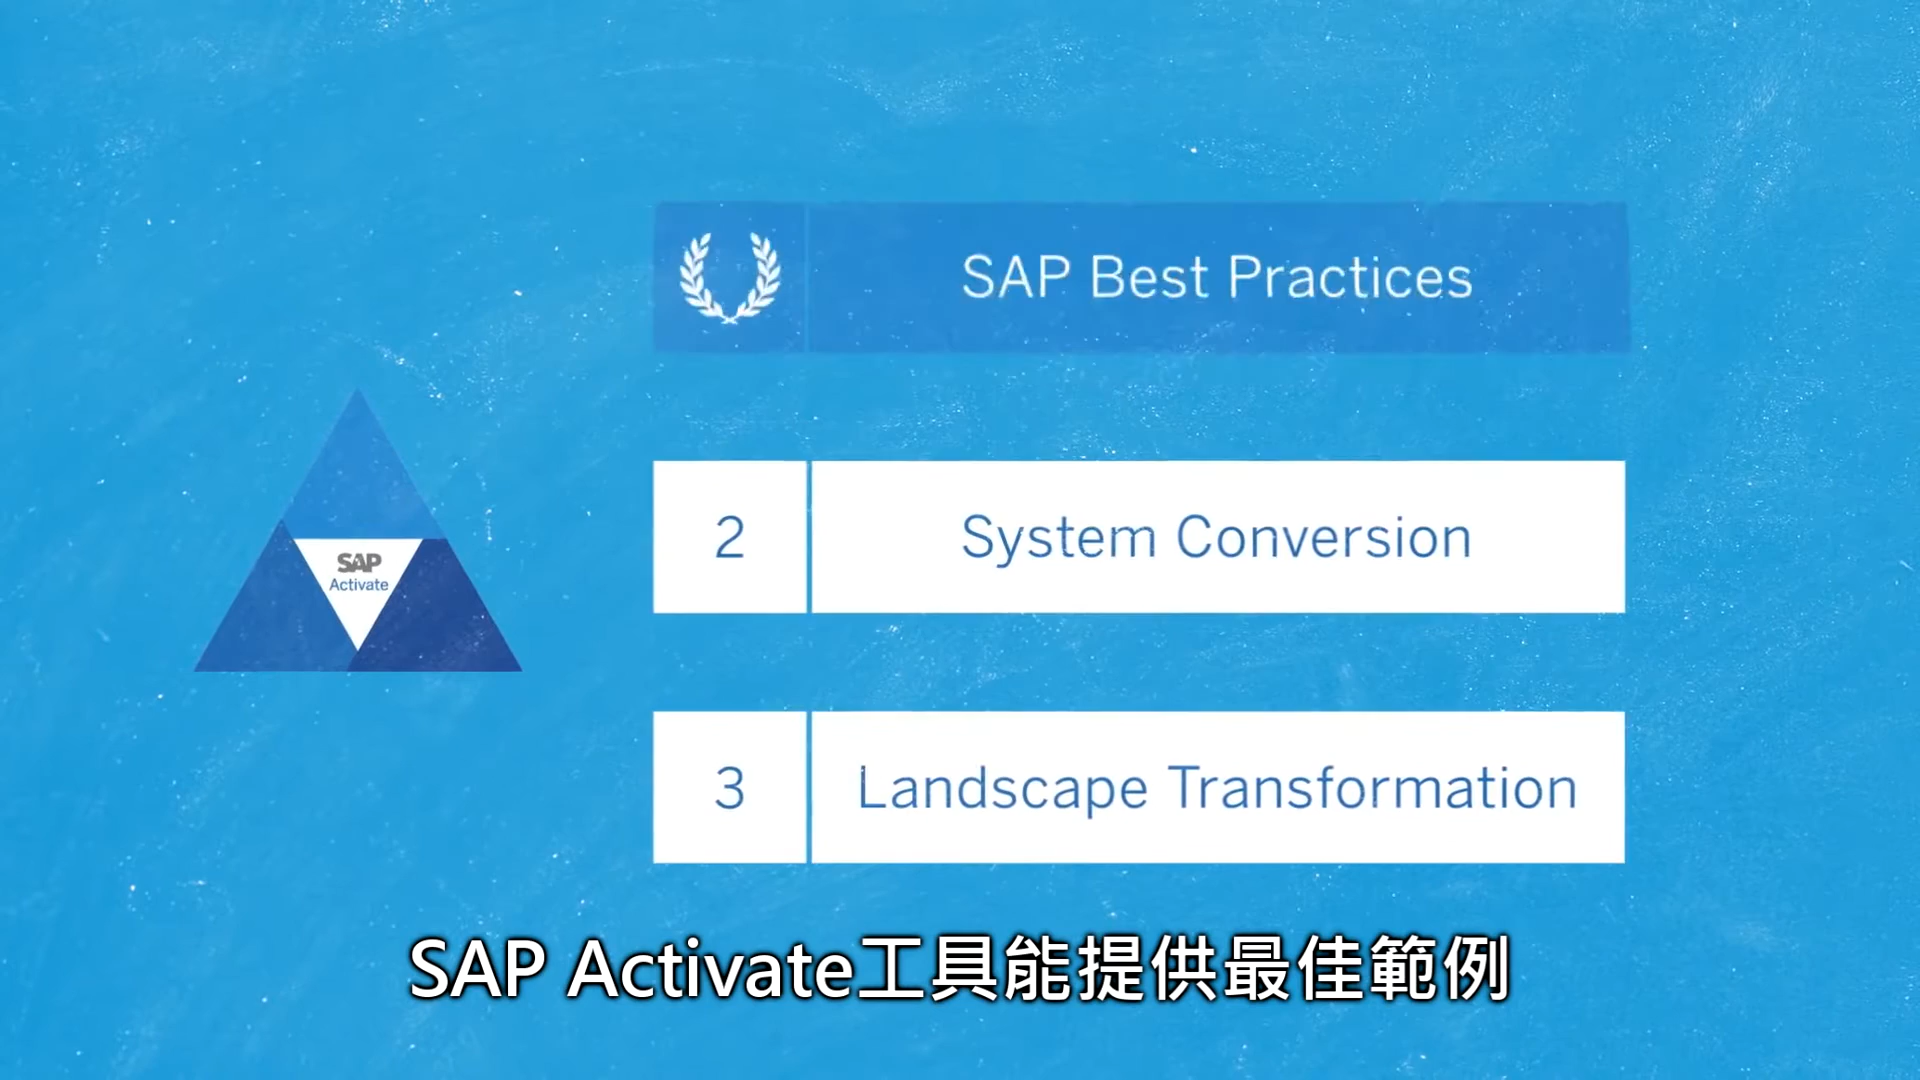 SAP Best Practices
SAP
Activate
2
System Conversion
3
Landscape Transformation
SAP Activate工具能提供最佳範例